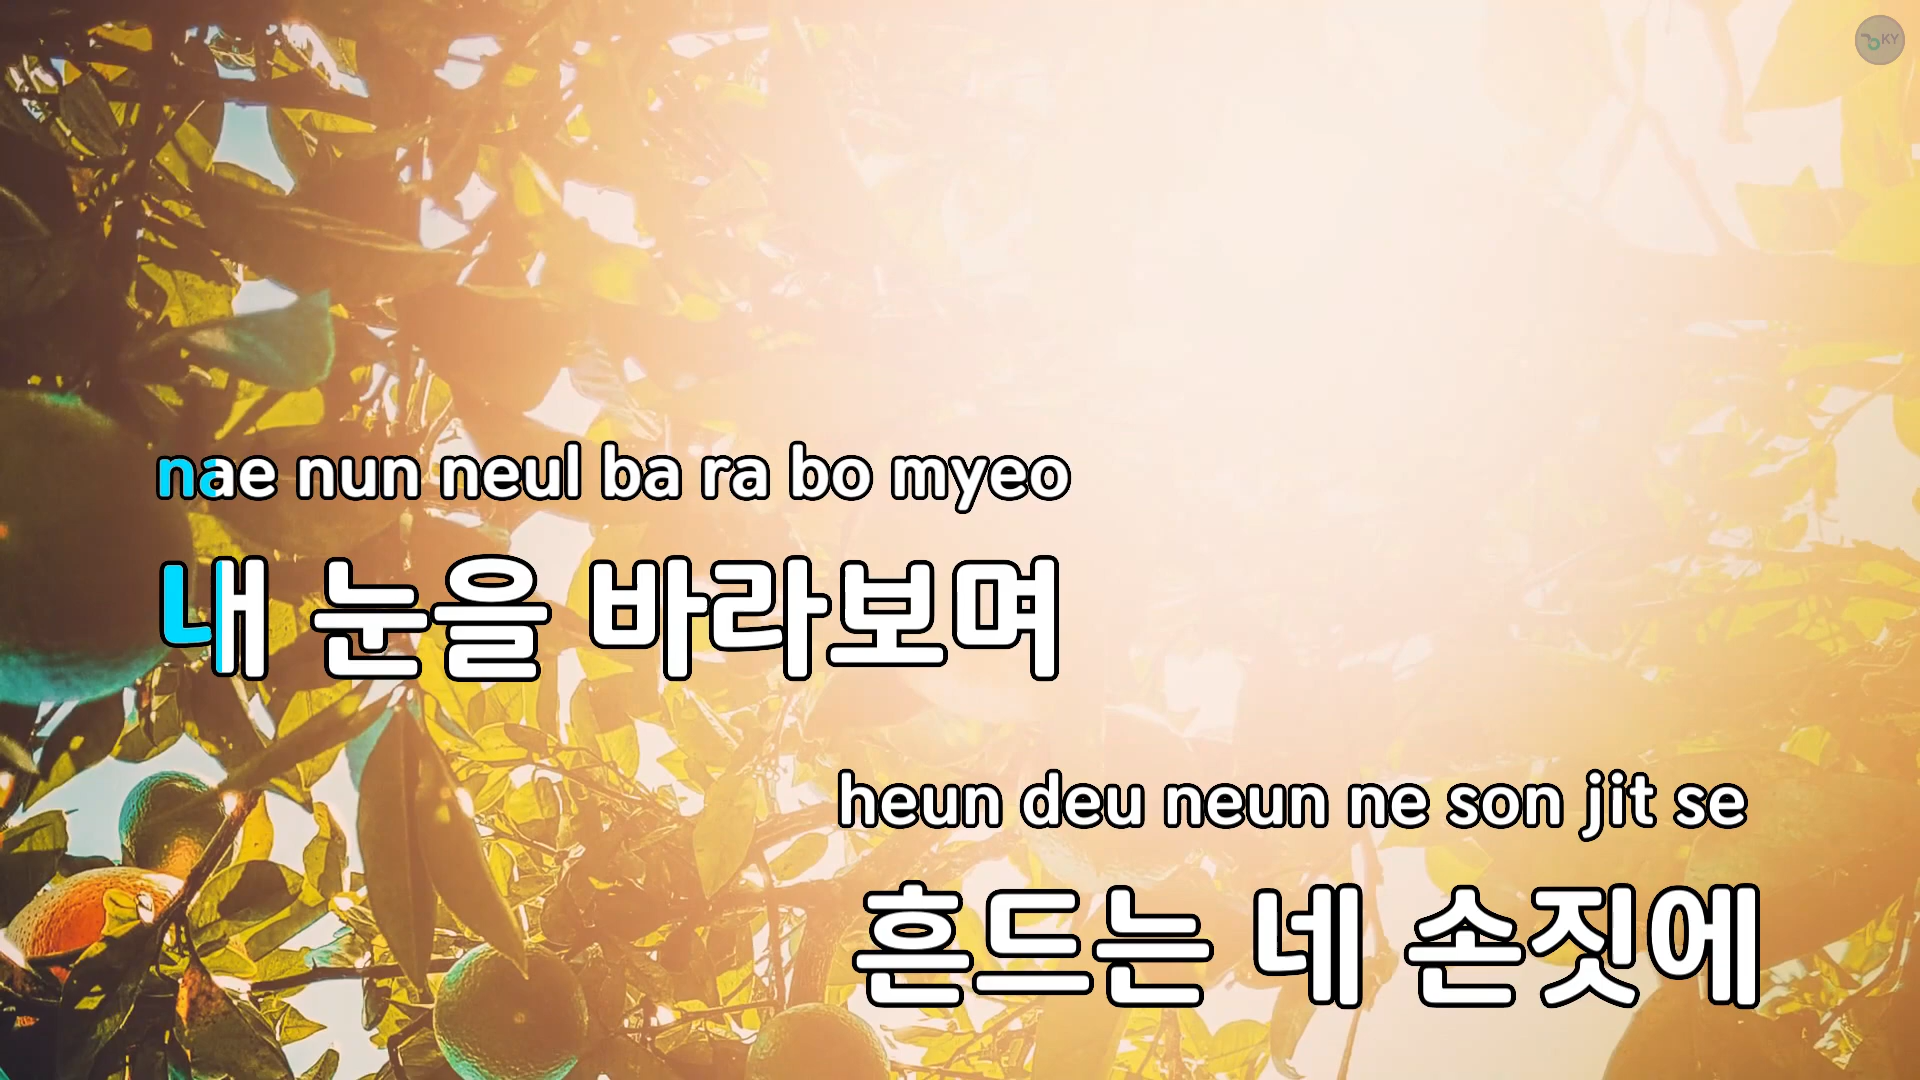 KY
nae nun neul ba ra bo myeo
내 눈을 바라보며
heun deu neun ne son jit se
흔드는 네 손짓에